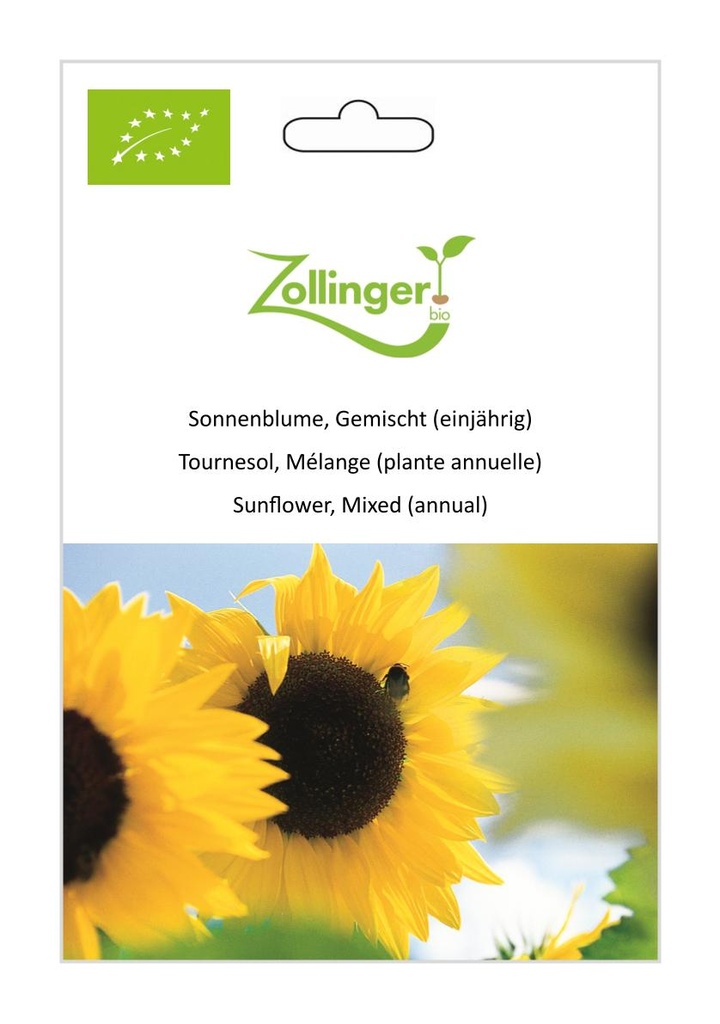 Zollinger
bio
Sonnenblume, Gemischt (einjährig)
Tournesol, Mélange (plante annuelle)
Sunflower, Mixed (annual)